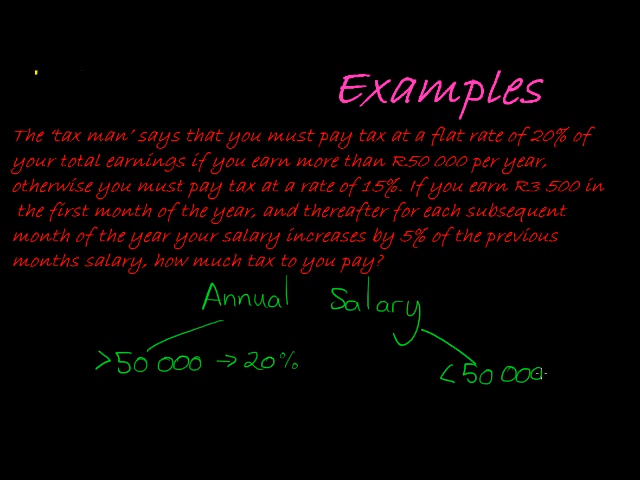 Examples
The 'tax man' says that you must pay tax at a flat rate of 20% of
your total earnings if you earn more than R50 000 per year,
otherwise you must pay tax at a rate of 15%. If you earn R3 500 in
the first month of the year, and thereafter for each subsequent
month of the year your salary increases by 5% of the previous
months salary, how much tax to you pay?
Annual Salary
>50 000 → 20%
<50 000